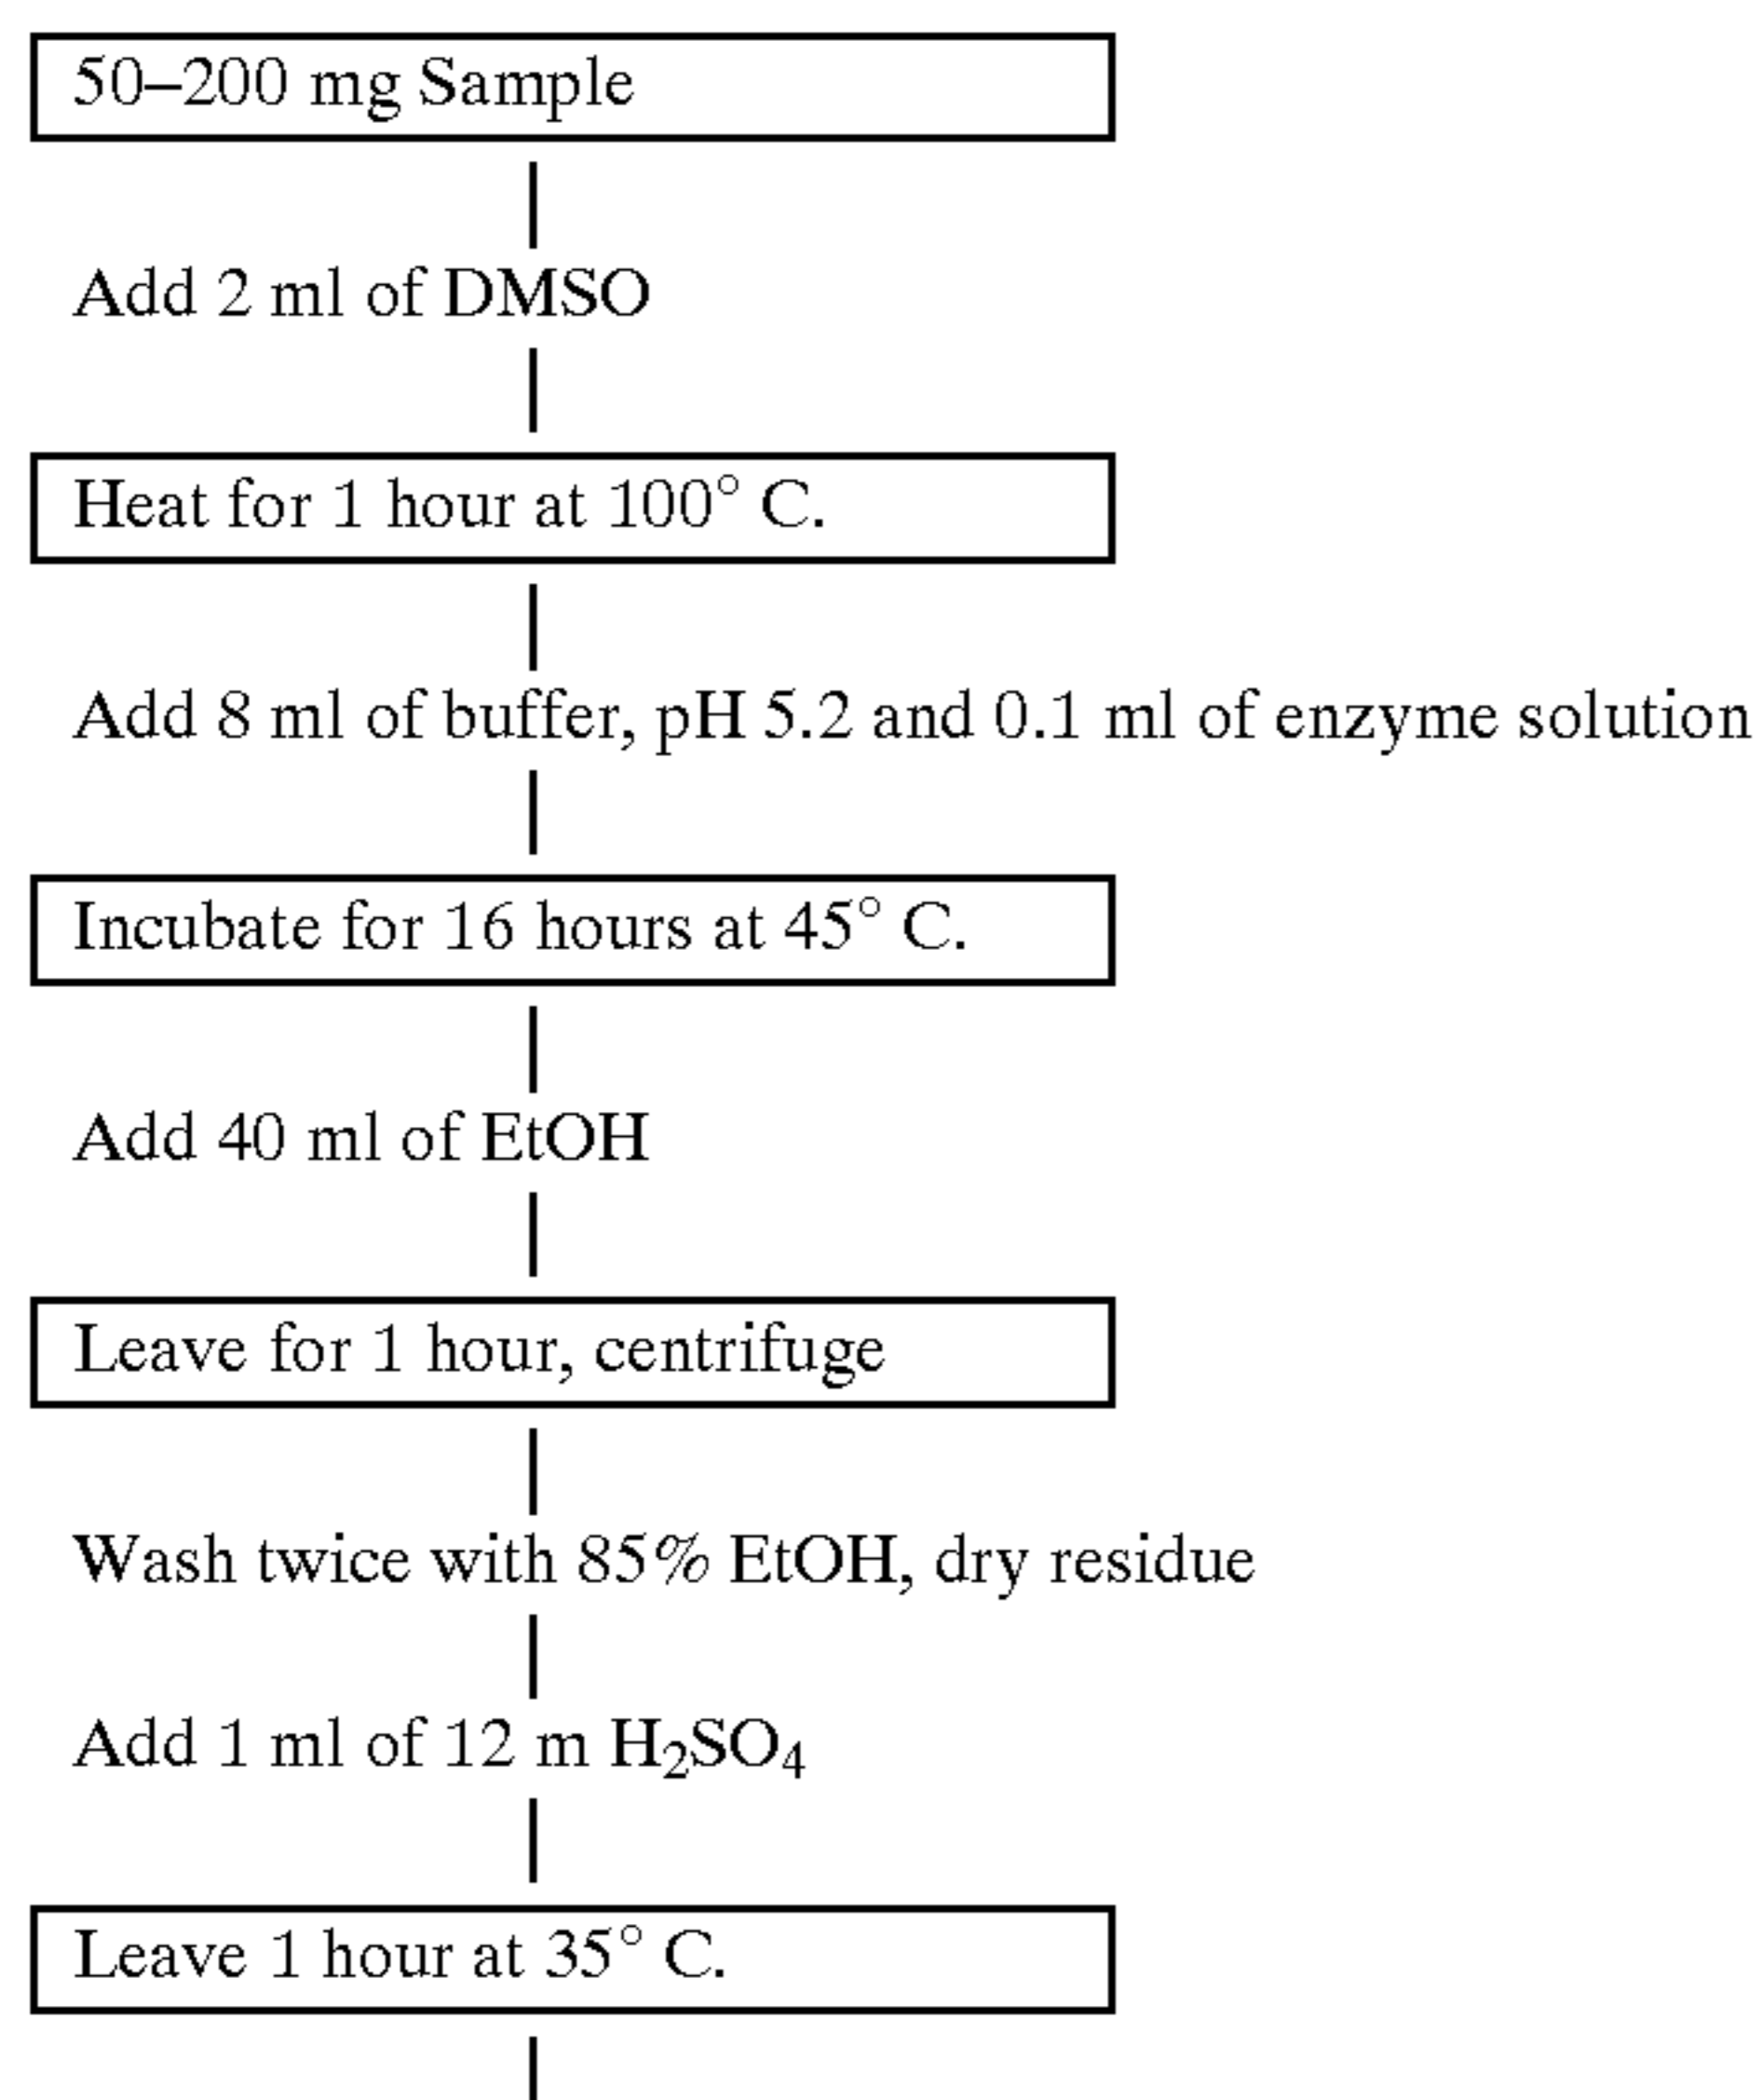 50–200 mg Sample
Add 2 ml of DMSO
Heat for 1 hour at 100° C.
Add 8 ml of buffer, pH 5.2 and 0.1 ml of enzyme solution
Incubate for 16 hours at 45° C.
Add 40 ml of EtOH
Leave for 1 hour, centrifuge
Wash twice with 85% EtOH, dry residue
Add 1 ml of 12 m H₂SO₄
Leave 1 hour at 35° C.